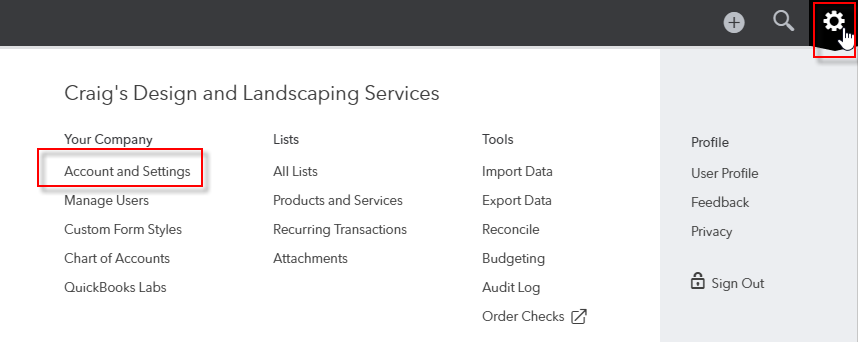 Craig's Design and Landscaping Services
Your Company
Account and Settings
Manage Users
Custom Form Styles
Chart of Accounts
QuickBooks Labs
Lists
All Lists
Products and Services
Recurring Transactions
Attachments
Tools
Import Data
Export Data
Reconcile
Budgeting
Audit Log
Order Checks
Profile
User Profile
Feedback
Privacy
Sign Out